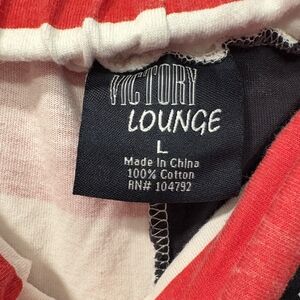 VICTORY
LOUNGE
L
Made in China
100% Cotton
RN# 104792